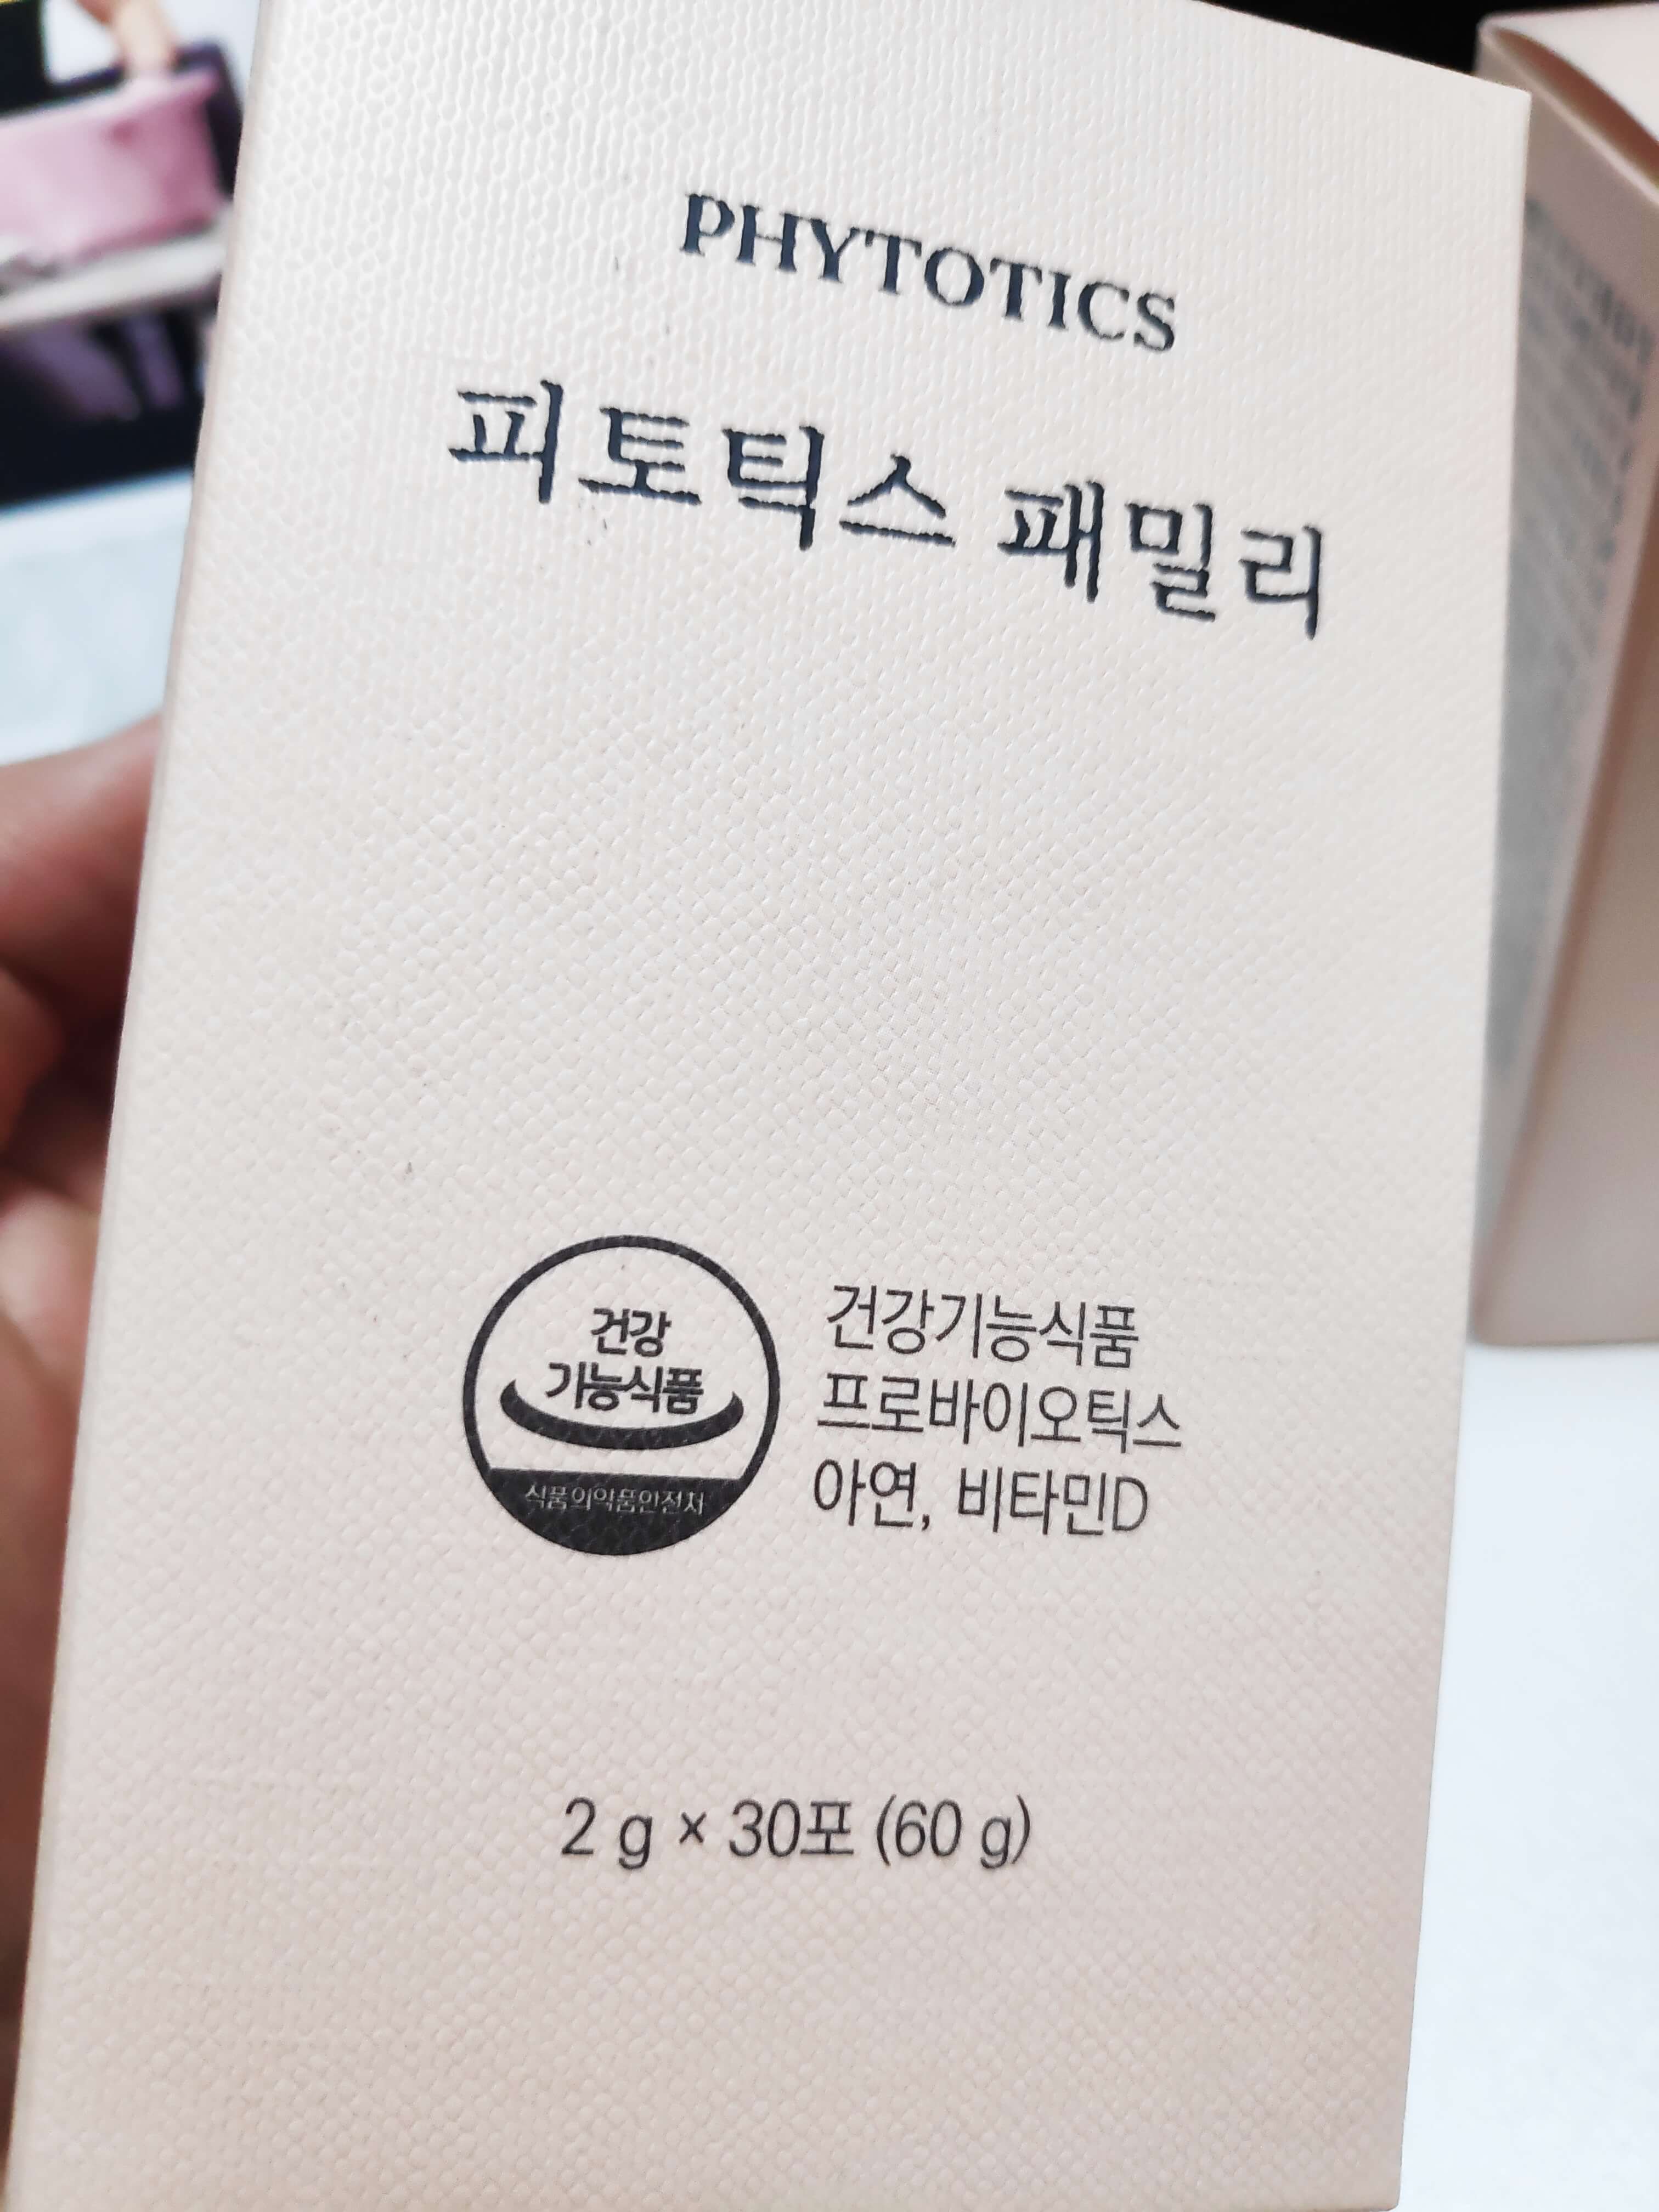 PHYTOTICS
피토틱스 패밀리
건강
기능식품
식품의약품안전처
건강기능식품
프로바이오틱스
아연, 비타민D
2 g × 30포 (60 g)